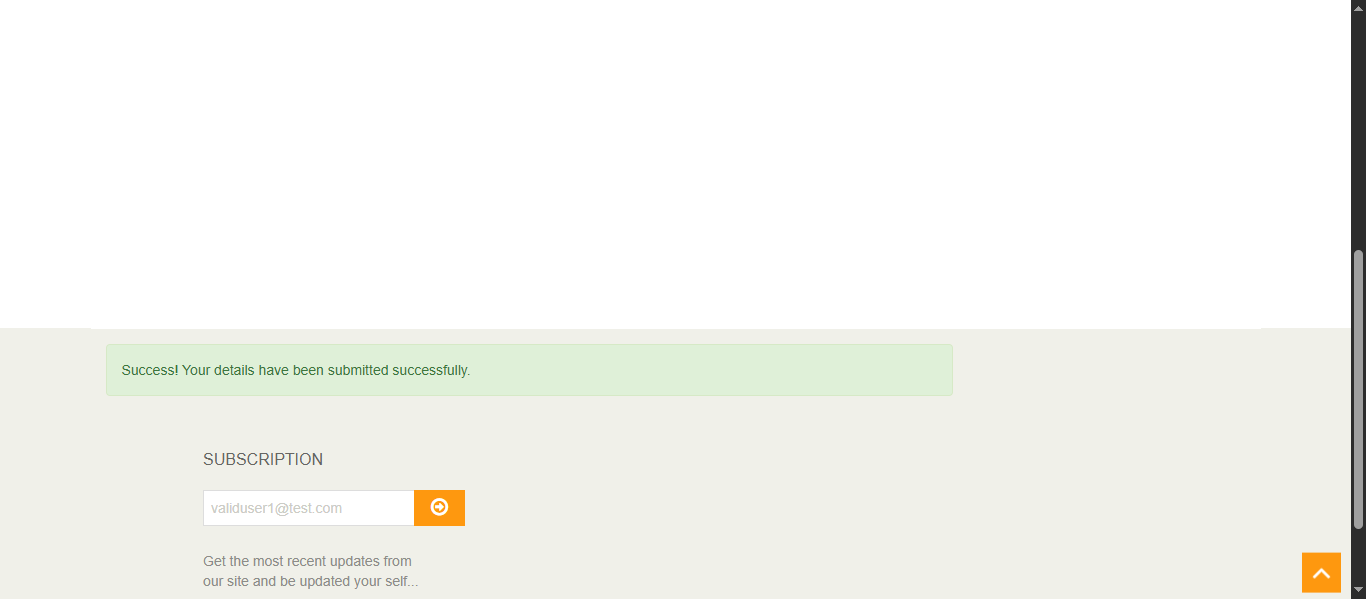 Success! Your details have been submitted successfully.
SUBSCRIPTION
validuser1@test.com
Get the most recent updates from
our site and be updated your self...